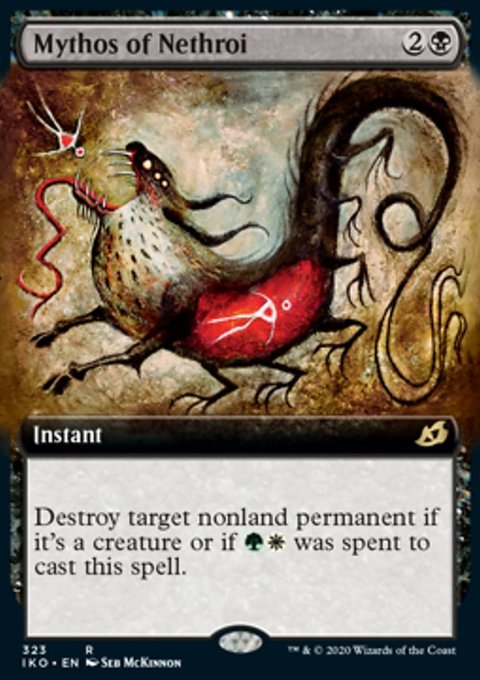 Mythos of Nethroi 2
Instant
Destroy target nonland permanent if
it's a creature or if was spent to
cast this spell.
323 R
IKO • EN Seb McKinnon
™ & © 2020 Wizards of the Coast